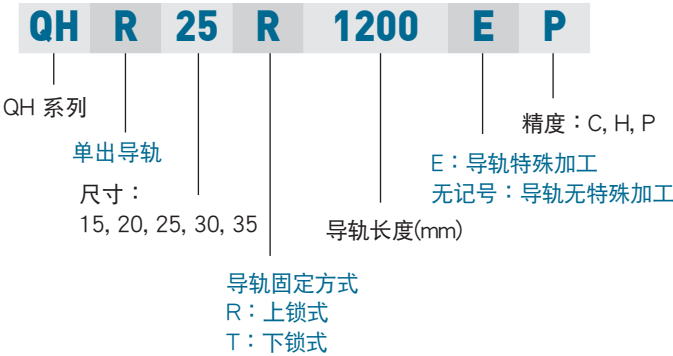 QH R 25 R 1200 E P
QH 系列
精度：C, H, P
单出导轨
E：导轨特殊加工
尺寸：
无记号：导轨无特殊加工
15, 20, 25, 30, 35
导轨长度(mm)
导轨固定方式
R：上锁式
T：下锁式